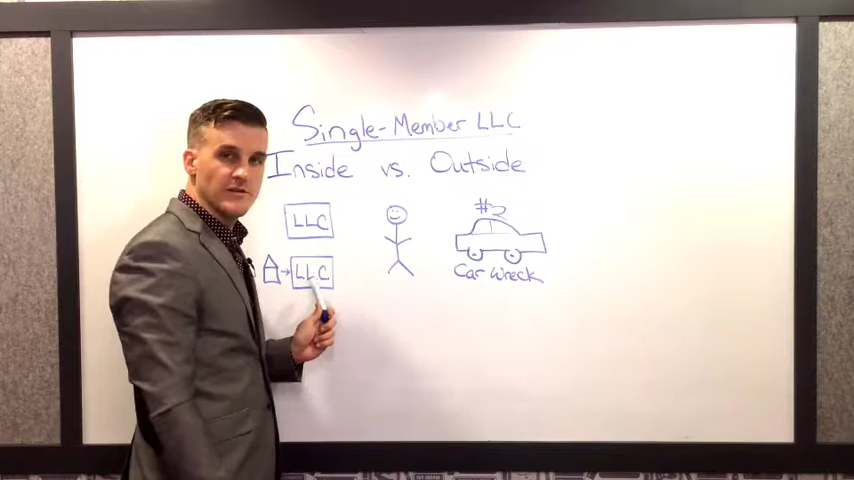 Single-Member LLC
Inside vs. Outside
LLC
#2
LLC
Car Wreck